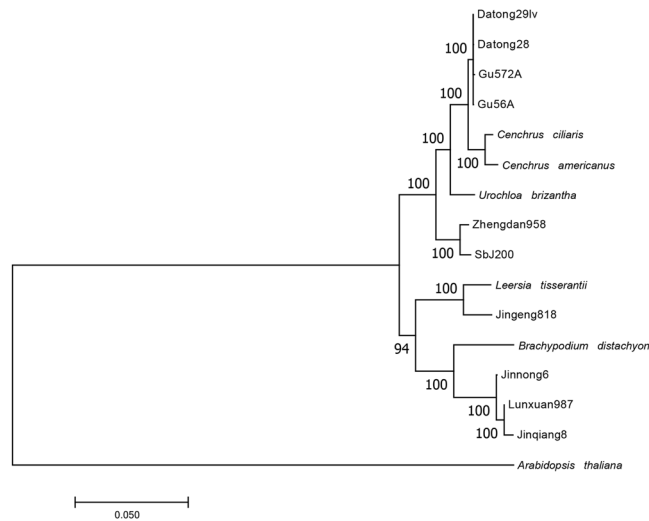 Datong29lv
100
Datong28
Gu572A
100
Gu56A
100
Cenchrus ciliaris
100
Cenchrus americanus
100
Urochloa brizantha
Zhengdan958
100
SbJ200
100
Leersia tisserantii
Jingeng818
94
Brachypodium distachyon
100
Jinnong6
100
Lunxuan987
100
Jinqiang8
Arabidopsis thaliana
0.050